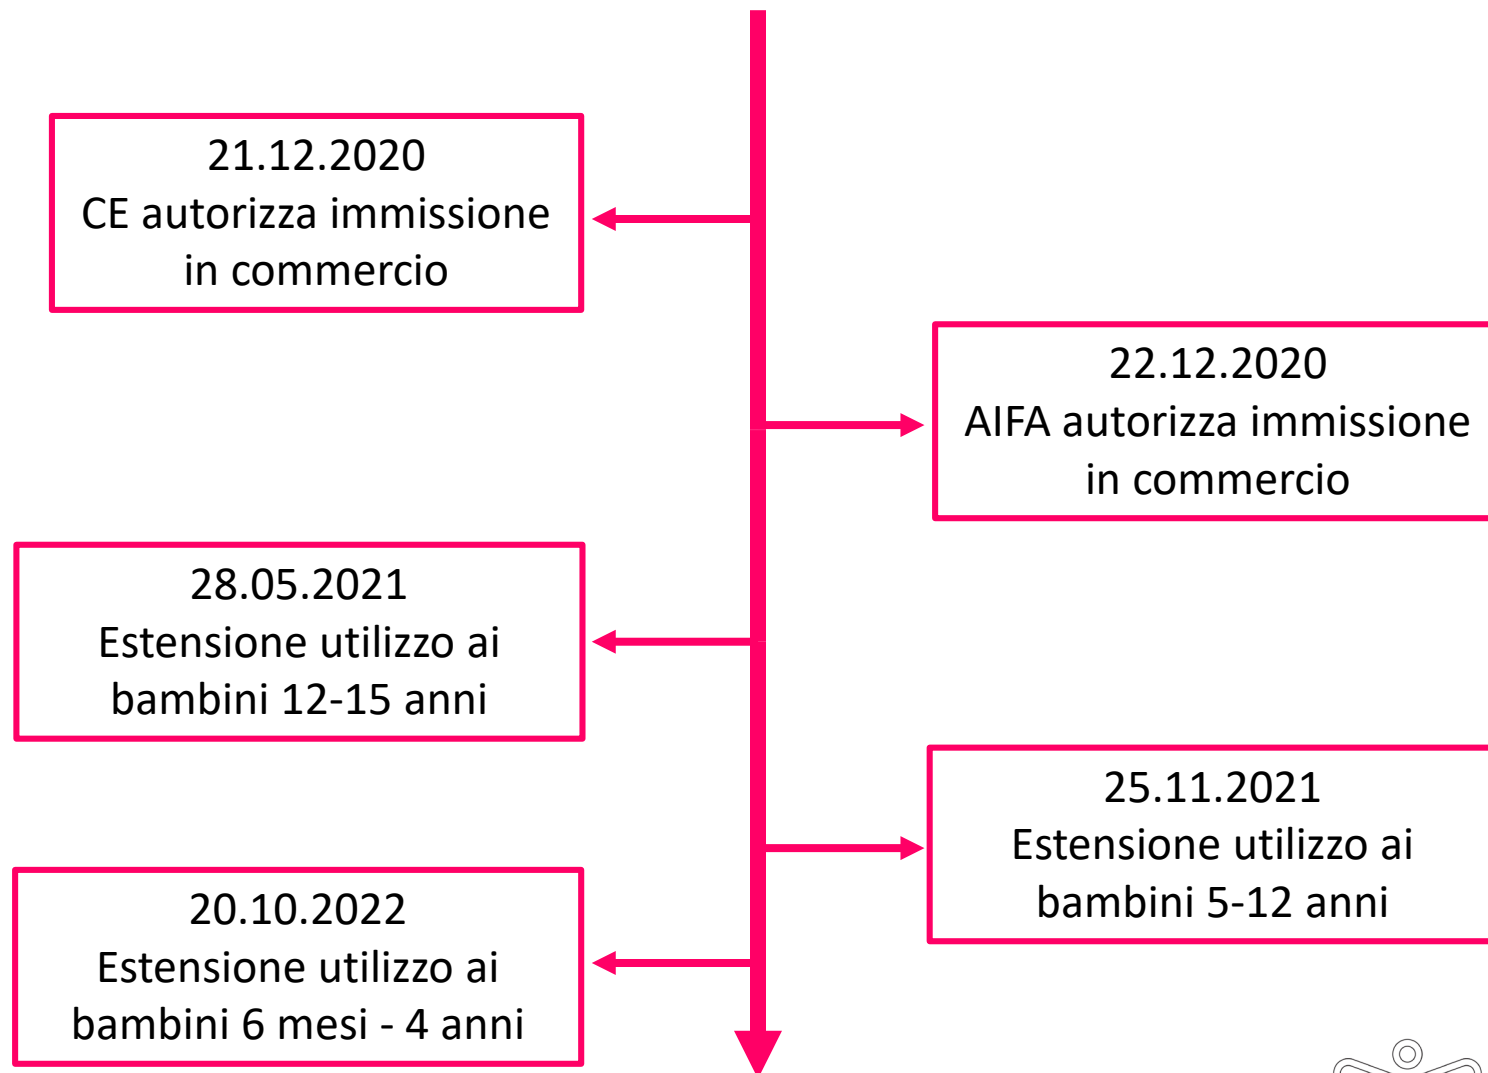 21.12.2020
CE autorizza immissione
in commercio
22.12.2020
AIFA autorizza immissione
in commercio
28.05.2021
Estensione utilizzo ai
bambini 12-15 anni
25.11.2021
Estensione utilizzo ai
bambini 5-12 anni
20.10.2022
Estensione utilizzo ai
bambini 6 mesi - 4 anni